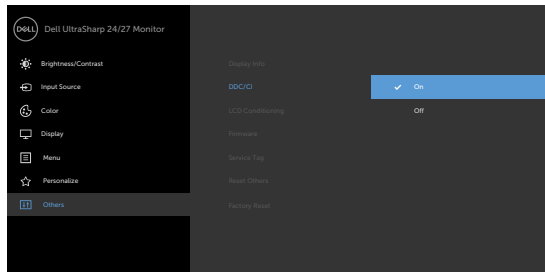 DELL
Dell UltraSharp 24/27 Monitor
Brightness/Contrast
Input Source
Color
Display
Menu
Personalize
Others
Display Info
DDC/CI
LCD Conditioning
Firmware
Service Tag
Reset Others
Factory Reset
On
Off